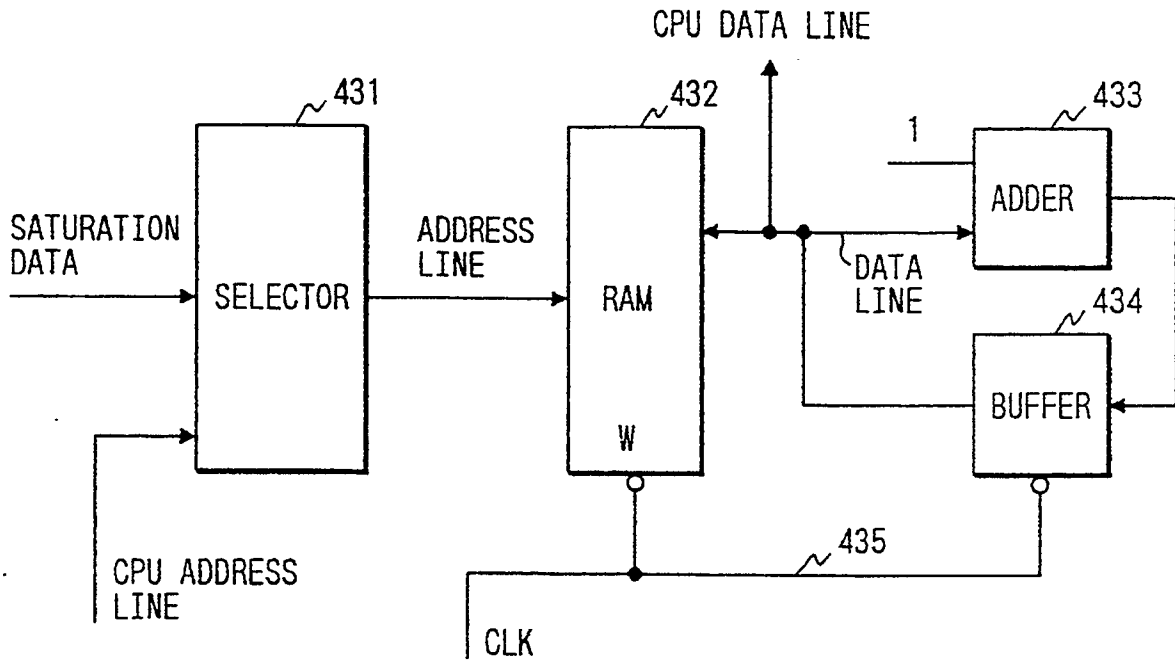 CPU DATA LINE
431
432
433
1
ADDER
SATURATION
DATA
ADDRESS
LINE
SELECTOR
RAM
DATA
LINE
434
BUFFER
W
435
CPU ADDRESS
LINE
CLK